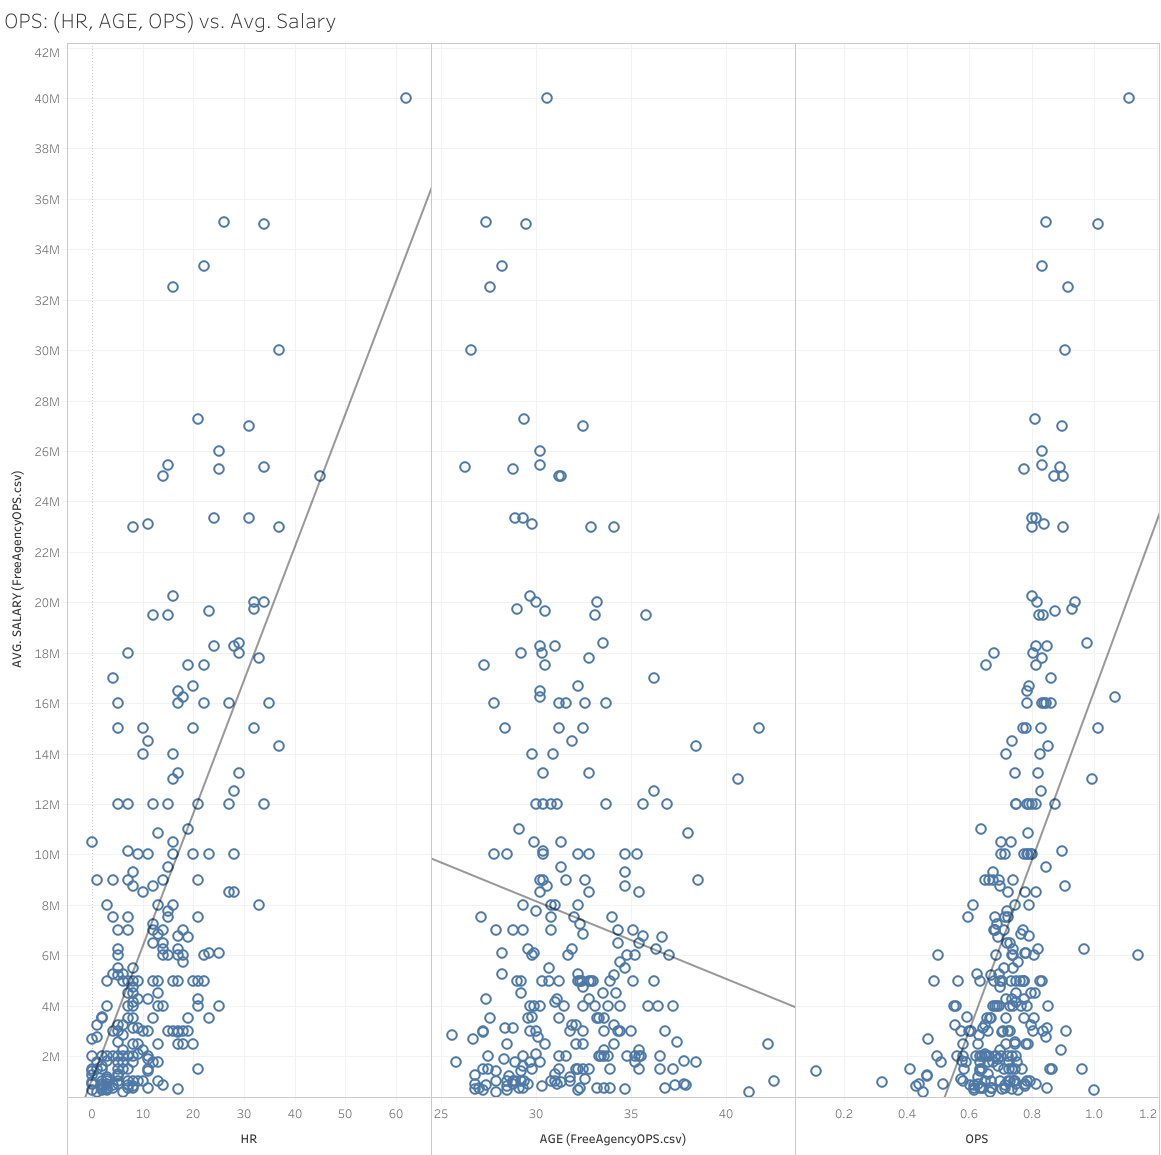 OPS: (HR, AGE, OPS) vs. Avg. Salary
42M
40M
38M
36M
34M
32M
30M
28M
26M
24M
22M
20M
18M
16M
14M
12M
10M
8M
6M
4M
2M
AVG. SALARY (FreeAgencyOPS.csv)
0 10 20 30 40 50 60 25 30 35 40 0.2 0.4 0.6 0.8 1.0 1.2
HR AGE (FreeAgencyOPS.csv) OPS